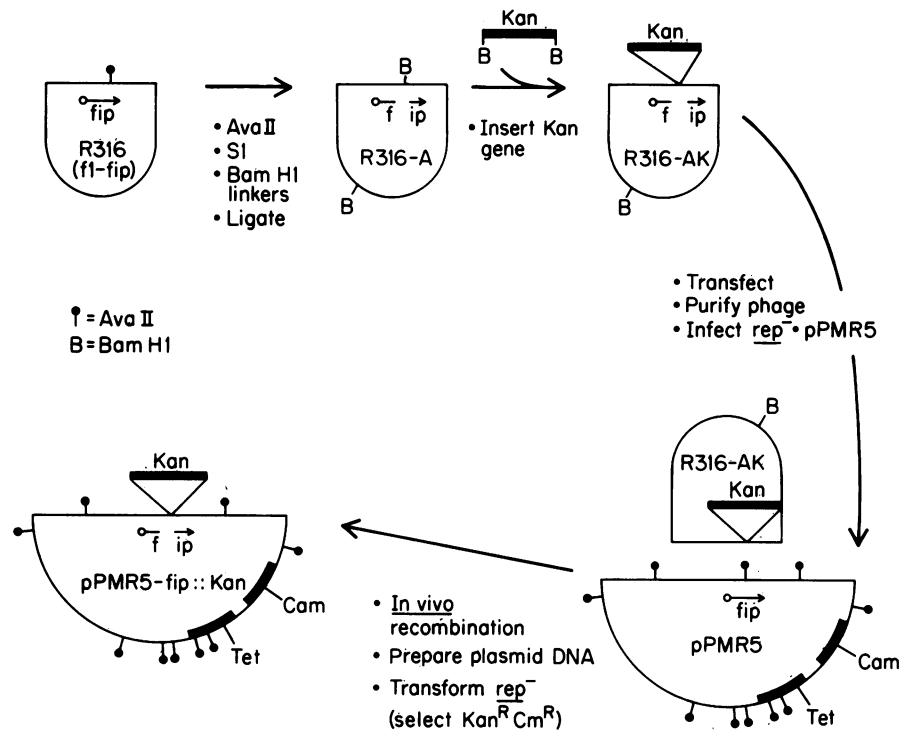 Kan
B
B
Kan
B
fip
f
ip
f
ip
R316
(f1-fip)
• Ava II
• S1
• Bam H1
linkers
• Ligate
R316-A
• Insert Kan
gene
R316-AK
B
B
• Transfect
• Purify phage
• Infect rep⁻• pPMR5
= Ava II
B = Bam H1
B
R316-AK
Kan
Kan
f
ip
pPMR5-fip :: Kan
Cam
Tet
• In vivo
recombination
• Prepare plasmid DNA
• Transform rep⁻
(select Kanᴿ Cmᴿ)
fip
pPMR5
Cam
Tet